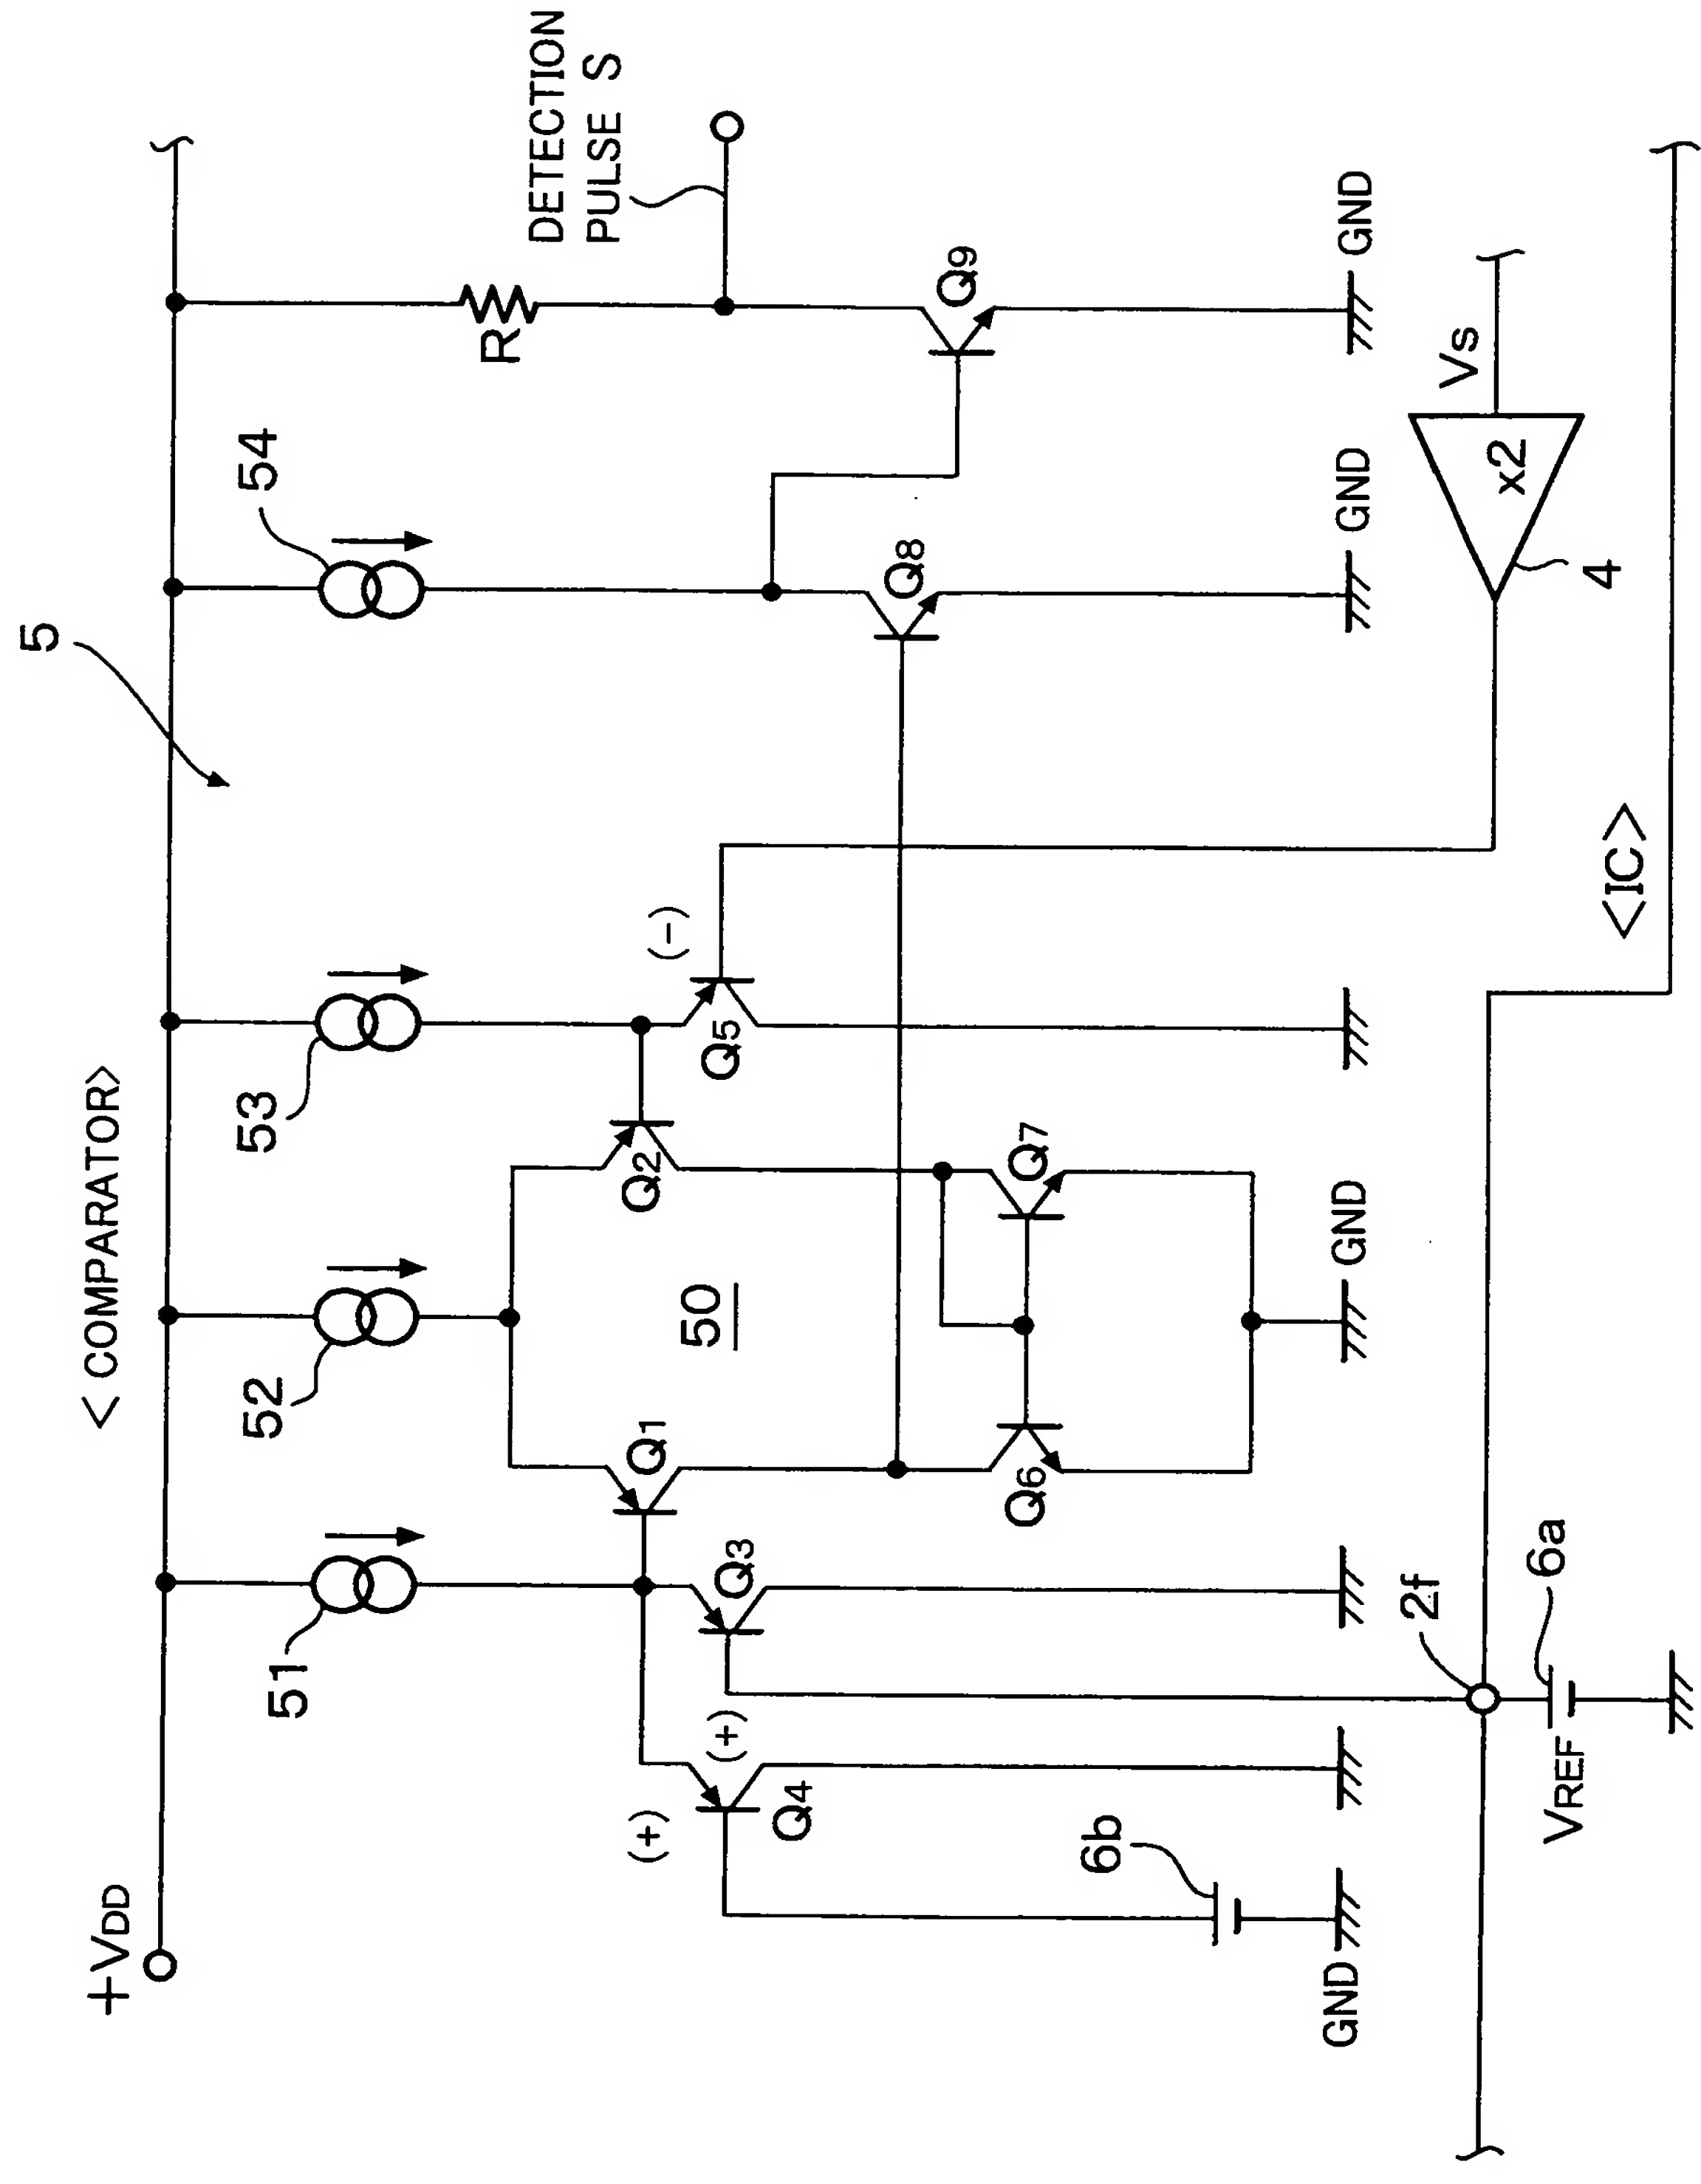 < COMPARATOR>
5
+VDD
51
52
53
54
R
DETECTION
PULSE S
(+)
Q4
(+)
Q3
Q1
50
Q2
Q5
(-)
Q8
Q9
Q6
Q7
6b
GND
GND
GND
GND
2f
6a
VREF
<IC>
4
x2
Vs